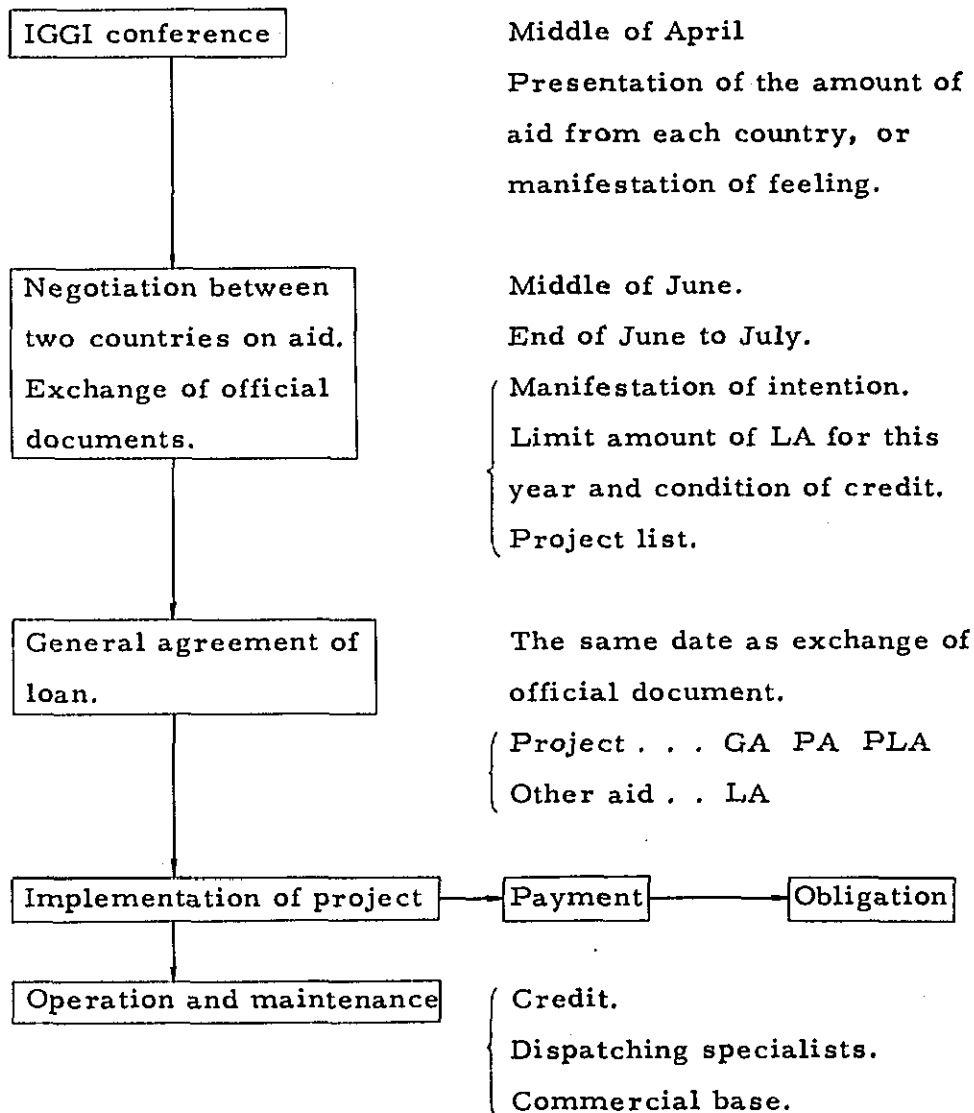 IGGI conference
Middle of April
Presentation of the amount of
aid from each country, or
manifestation of feeling.
Negotiation between
two countries on aid.
Exchange of official
documents.
Middle of June.
End of June to July.
Manifestation of intention.
Limit amount of LA for this
year and condition of credit.
Project list.
General agreement of
loan.
The same date as exchange of
official document.
Project . . . GA PA PLA
Other aid . . LA
Implementation of project
Payment
Obligation
Operation and maintenance
Credit.
Dispatching specialists.
Commercial base.